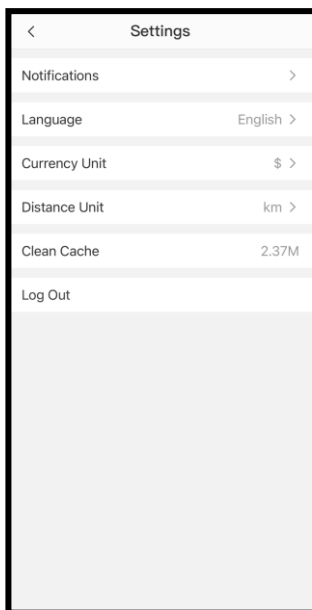 Settings
Notifications
Language English
Currency Unit $
Distance Unit km
Clean Cache 2.37M
Log Out